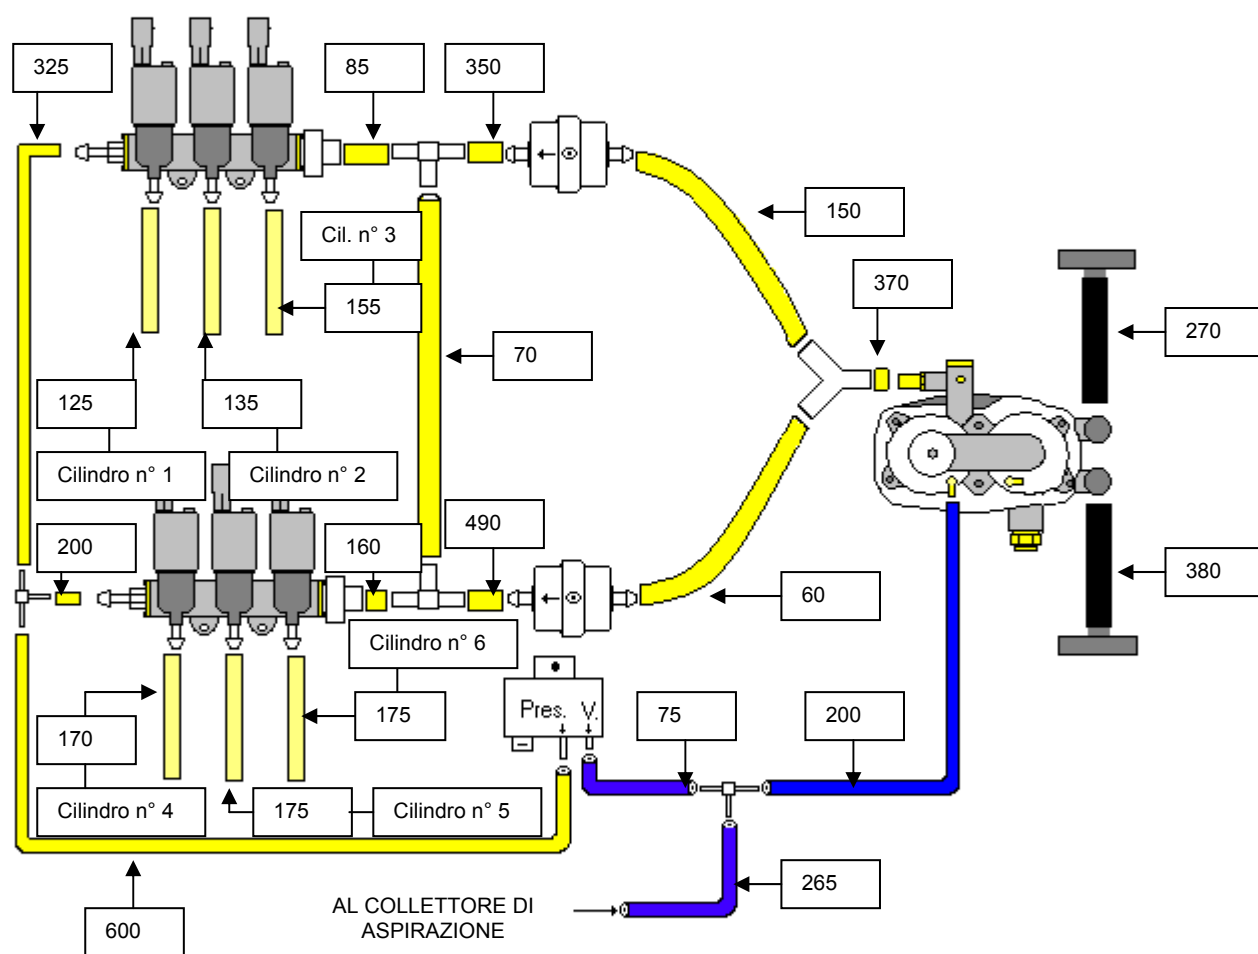 325
85
350
Cil. n° 3
150
155
370
270
70
125
135
Cilindro n° 1
Cilindro n° 2
200
160
490
380
60
Cilindro n° 6
170
175
Pres. V.
75
200
Cilindro n° 4
175
Cilindro n° 5
265
600
AL COLLETTORE DI
ASPIRAZIONE